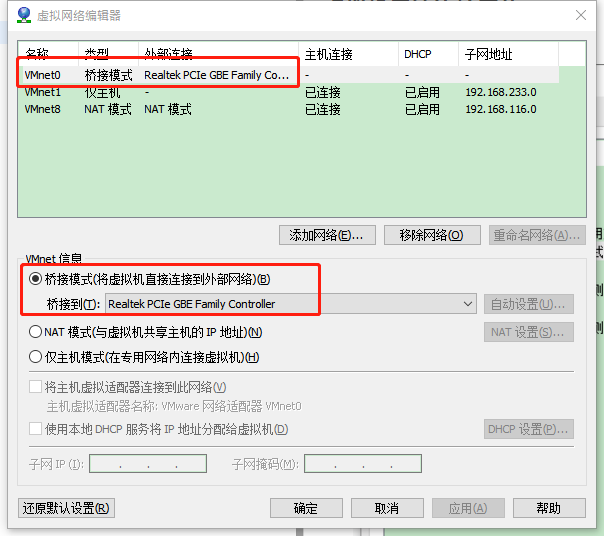 虚拟网络编辑器
名称 类型 外部连接 主机连接 DHCP 子网地址
VMnet0 桥接模式 Realtek PCIe GBE Family Co... - - -
VMnet1 仅主机... - 已连接 已启用 192.168.233.0
VMnet8 NAT 模式 NAT 模式 已连接 已启用 192.168.116.0
添加网络(E)... 移除网络(O) 重命名网络(A)...
VMnet 信息
桥接模式(将虚拟机直接连接到外部网络)(B)
桥接到(T): Realtek PCIe GBE Family Controller 自动设置(U)...
NAT 模式(与虚拟机共享主机的 IP 地址)(N) NAT 设置(S)...
仅主机模式(在专用网络内连接虚拟机)(H)
将主机虚拟适配器连接到此网络(V)
主机虚拟适配器名称: VMware 网络适配器 VMnet0
使用本地 DHCP 服务将 IP 地址分配给虚拟机(D) DHCP 设置(P)...
子网 IP (I): . . . 子网掩码(M): . . .
还原默认设置(R) 确定 取消 应用(A) 帮助